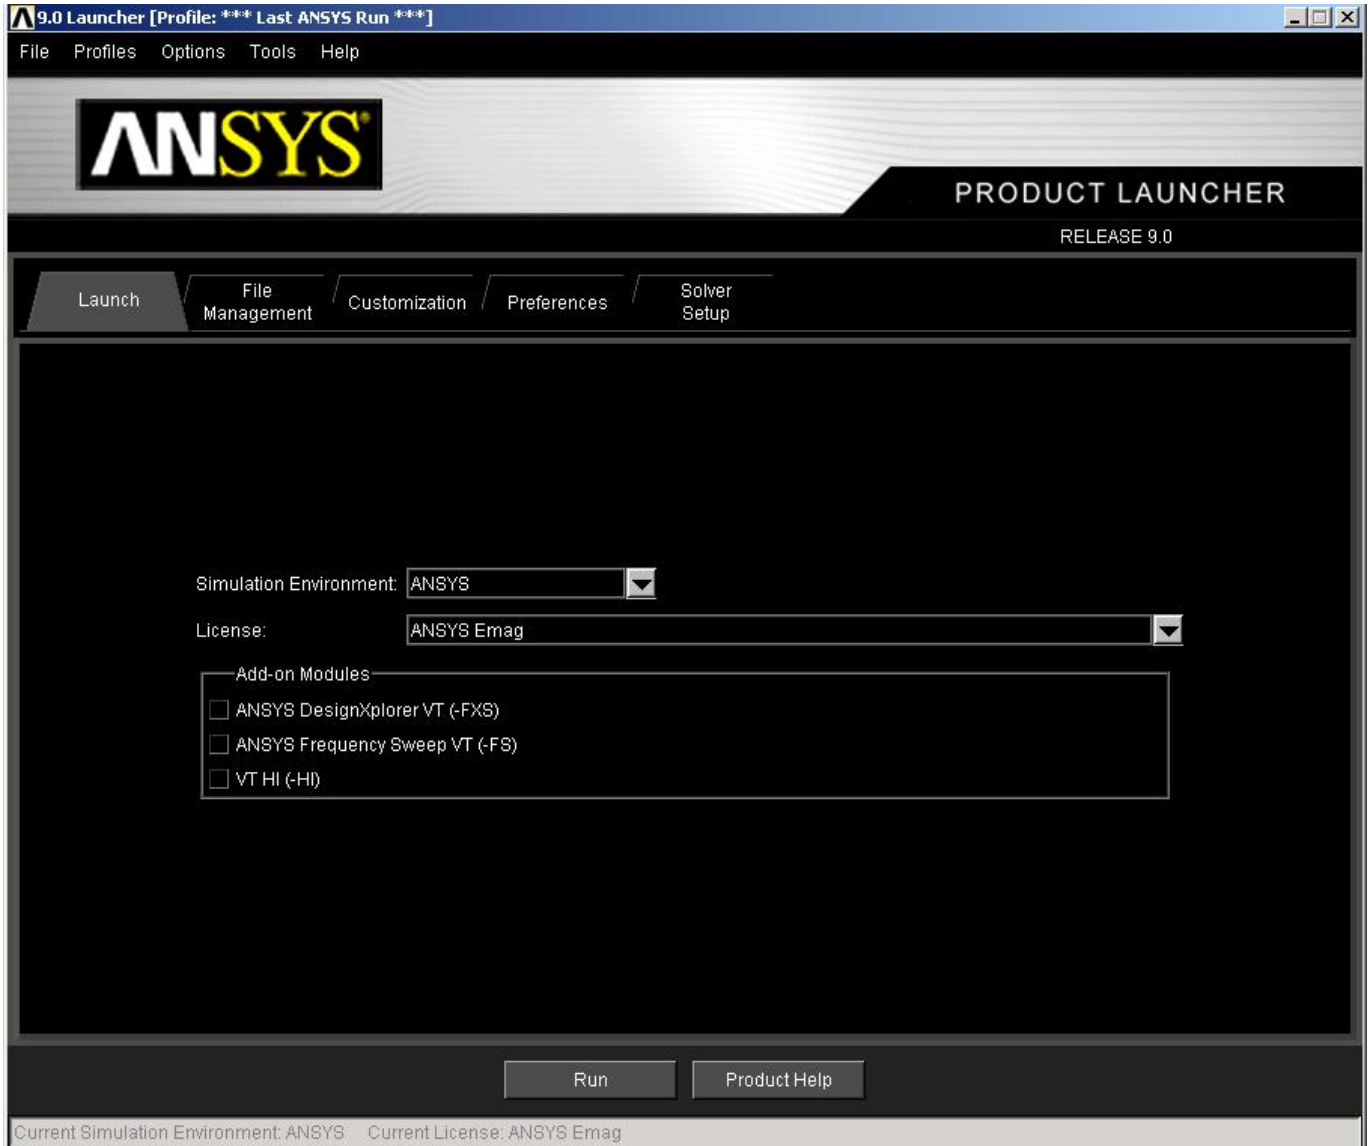 9.0 Launcher [Profile: *** Last ANSYS Run ***]
File Profiles Options Tools Help
ANSYS®
PRODUCT LAUNCHER
RELEASE 9.0
Launch
File
Management
Customization
Preferences
Solver
Setup
Simulation Environment: ANSYS
License: ANSYS Emag
Add-on Modules
ANSYS DesignXplorer VT (-FXS)
ANSYS Frequency Sweep VT (-FS)
VT HI (-HI)
Run Product Help
Current Simulation Environment: ANSYS Current License: ANSYS Emag